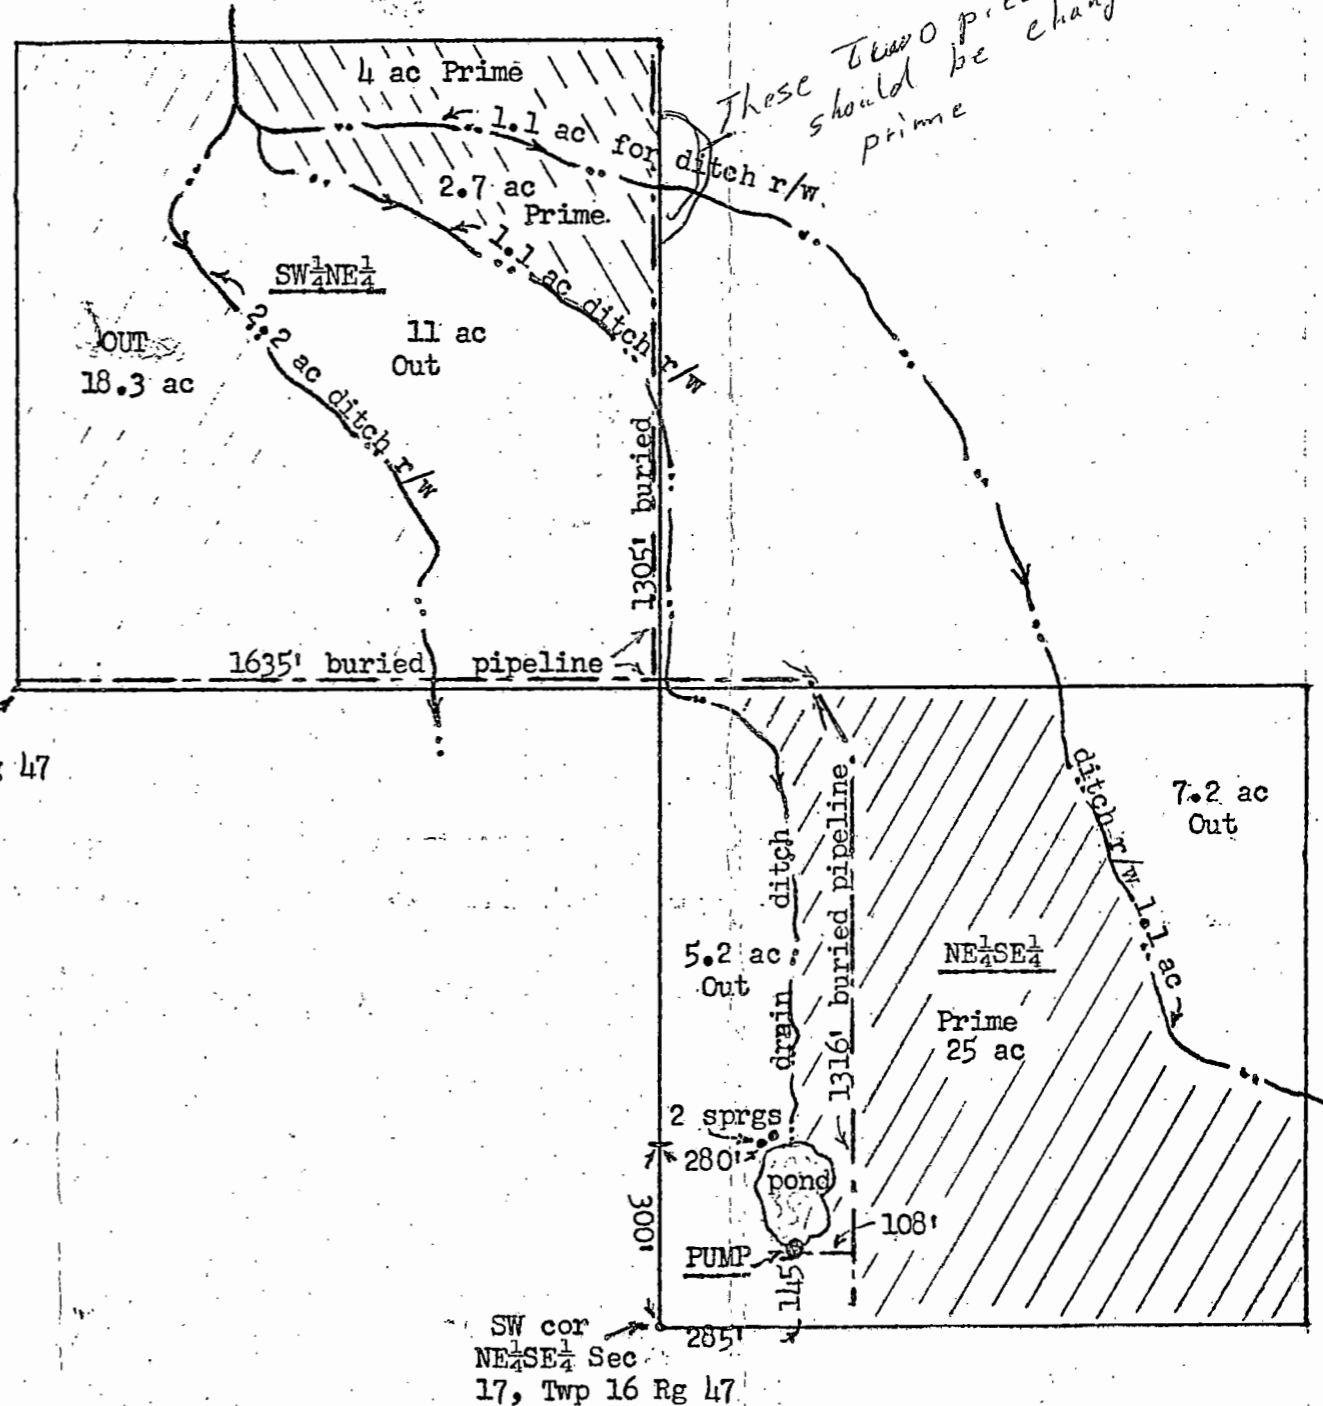 These Two
should be
prime
4 ac Prime
1.1 ac for ditch r/w.
2.7 ac
Prime.
1.1 ac ditch r/w
SW¼NE¼
2.2 ac ditch r/w
11 ac
Out
OUT
18.3 ac
1305' buried
1635' buried pipeline
47
ditch r/w 1.1 ac
7.2 ac
Out
drain ditch
1316' buried pipeline
5.2 ac
Out
NE¼SE¼
Prime
25 ac
2 sprgs
280'
pond
300'
108'
PUMP
145'
285'
SW cor
NE¼SE¼ Sec
17, Twp 16 Rg 47